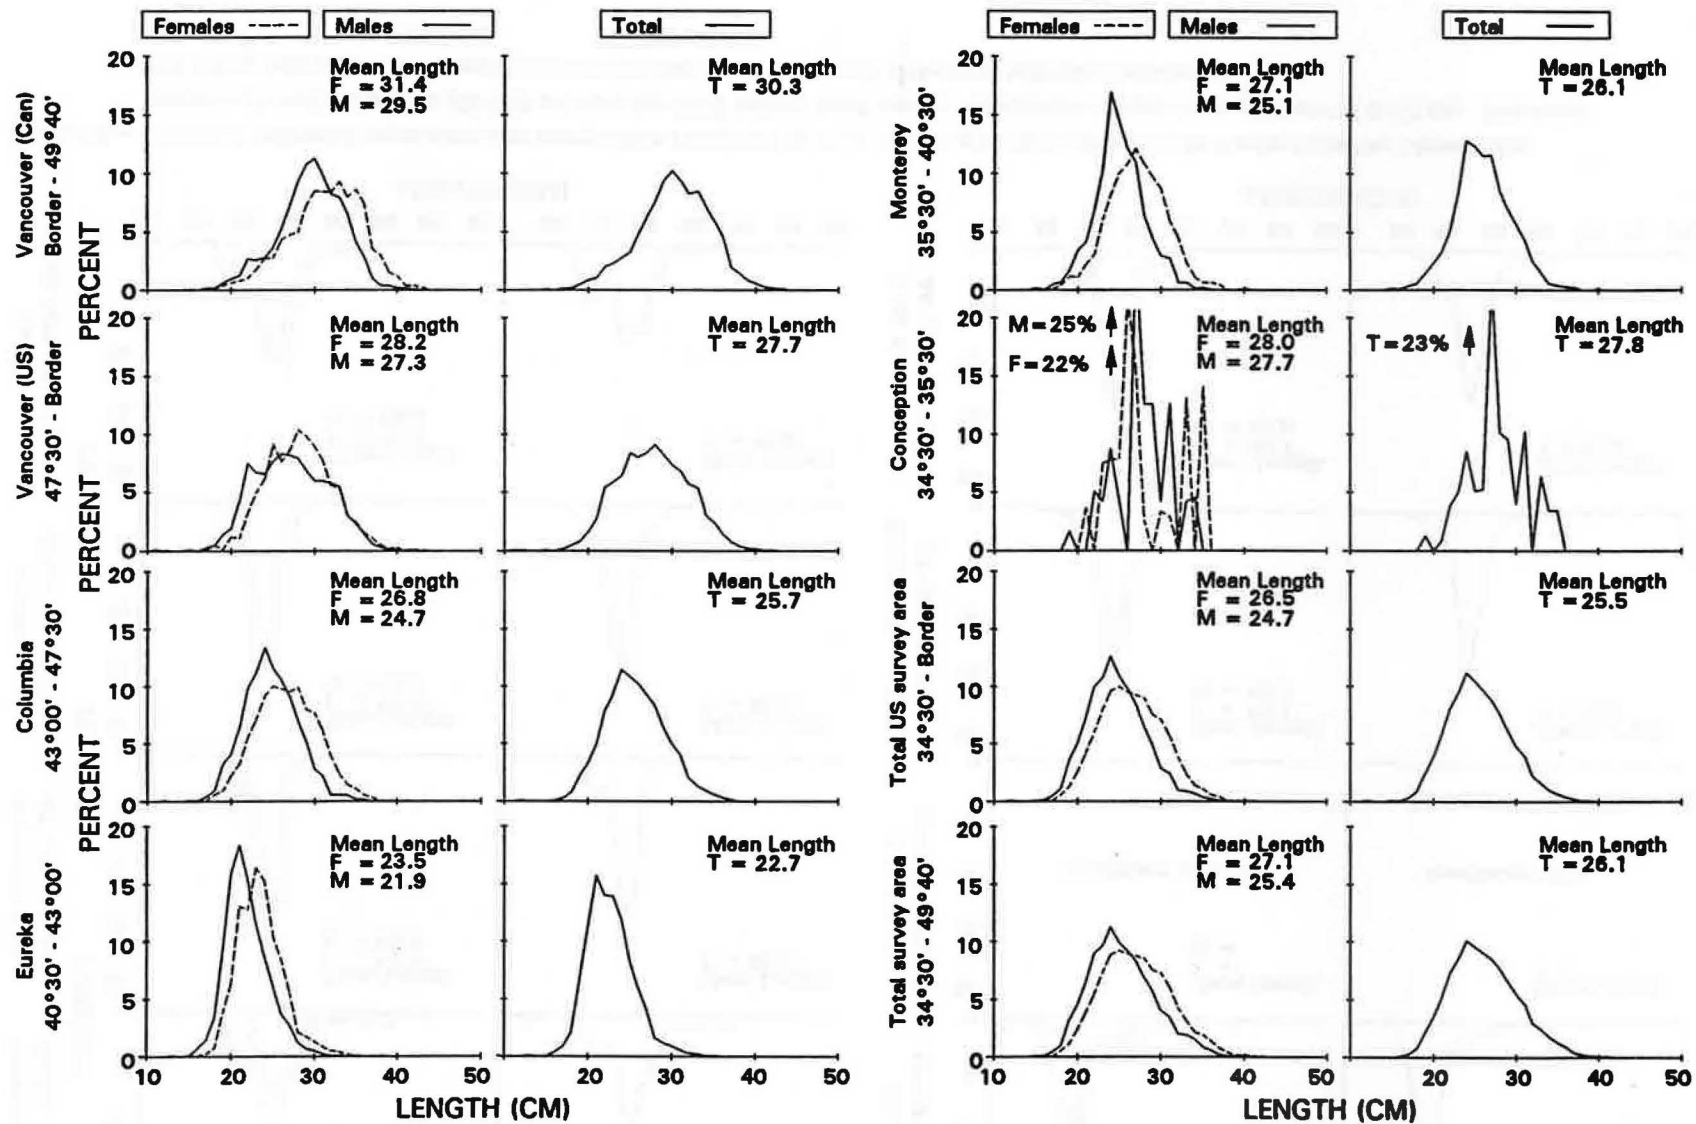 Females Males Total
PERCENT
Vancouver (Can)
Border - 49°40'
20
15
10
5
0
Mean Length
F = 31.4
M = 29.5
Mean Length
T = 30.3
PERCENT
Vancouver (US)
47°30' - Border
20
15
10
5
0
Mean Length
F = 28.2
M = 27.3
Mean Length
T = 27.7
PERCENT
Columbia
43°00' - 47°30'
20
15
10
5
0
Mean Length
F = 26.8
M = 24.7
Mean Length
T = 25.7
Eureka
40°30' - 43°00'
20
15
10
5
0
Mean Length
F = 23.5
M = 21.9
Mean Length
T = 22.7
10 20 30 40 50 20 30 40 50
LENGTH (CM)
Females Males Total
Monterey
35°30' - 40°30'
20
15
10
5
0
Mean Length
F = 27.1
M = 25.1
Mean Length
T = 26.1
Conception
34°30' - 35°30'
20
15
10
5
0
M = 25%
F = 22%
Mean Length
F = 28.0
M = 27.7
T = 23%
Mean Length
T = 27.8
Total US survey area
34°30' - Border
20
15
10
5
0
Mean Length
F = 26.5
M = 24.7
Mean Length
T = 25.5
Total survey area
34°30' - 49°40'
20
15
10
5
0
Mean Length
F = 27.1
M = 25.4
Mean Length
T = 26.1
10 20 30 40 50 20 30 40 50
LENGTH (CM)